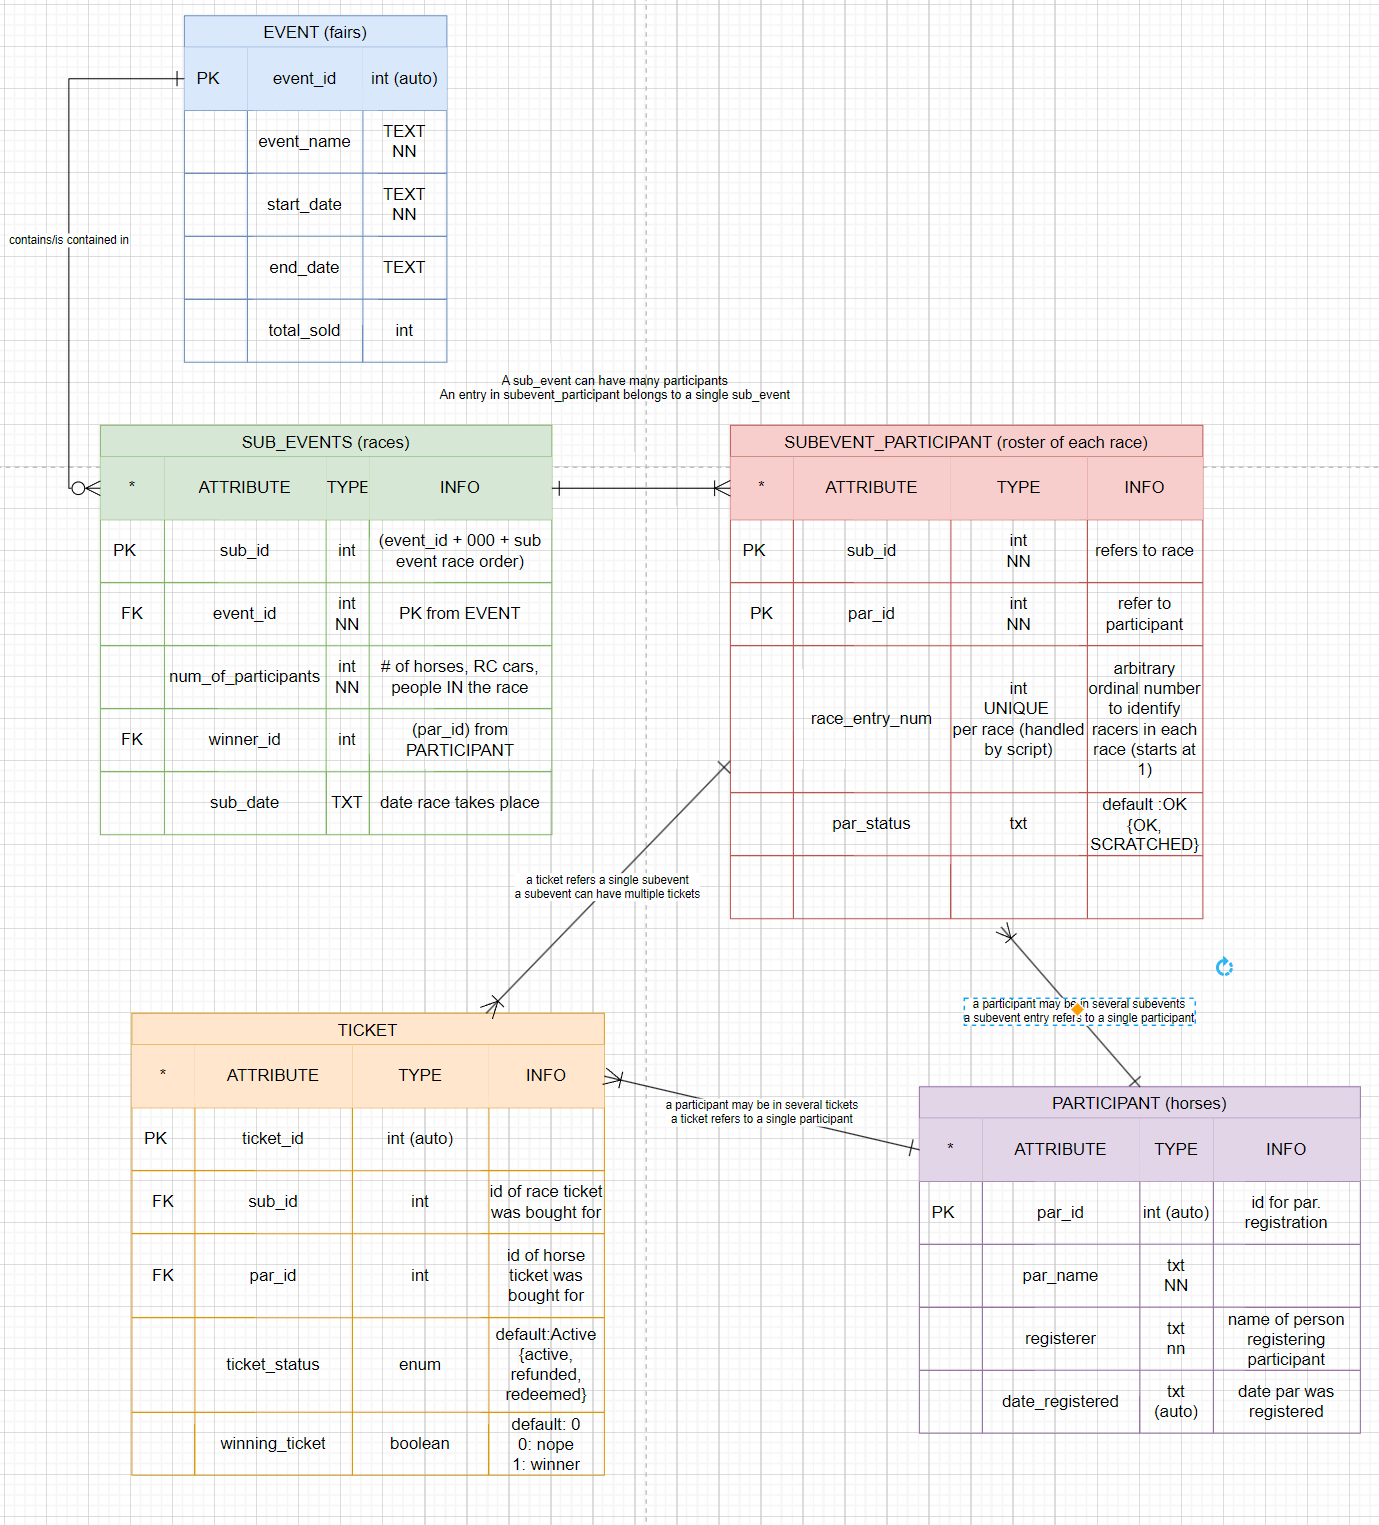 EVENT (fairs)
PK event_id int (auto)
event_name TEXT
NN
start_date TEXT
NN
end_date TEXT
total_sold int
contains/is contained in
A sub_event can have many participants
An entry in subevent_participant belongs to a single sub_event
SUB_EVENTS (races)
* ATTRIBUTE TYPE INFO
PK sub_id int (event_id + 000 + sub
event race order)
FK event_id int
NN PK from EVENT
num_of_participants int
NN # of horses, RC cars,
people IN the race
FK winner_id int (par_id) from
PARTICIPANT
sub_date TXT date race takes place
SUBEVENT_PARTICIPANT (roster of each race)
* ATTRIBUTE TYPE INFO
PK sub_id int
NN refers to race
PK par_id int
NN refer to
participant
race_entry_num int
UNIQUE
per race (handled
by script) arbitrary
ordinal number
to identify
racers in each
race (starts at
1)
par_status txt default :OK
{OK,
SCRATCHED}
a ticket refers a single subevent
a subevent can have multiple tickets
a participant may be in several subevents
a subevent entry refers to a single participant
TICKET
* ATTRIBUTE TYPE INFO
PK ticket_id int (auto)
FK sub_id int id of race ticket
was bought for
FK par_id int id of horse
ticket was
bought for
ticket_status enum default:Active
{active,
refunded,
redeemed}
winning_ticket boolean default: 0
0: nope
1: winner
a participant may be in several tickets
a ticket refers to a single participant
PARTICIPANT (horses)
* ATTRIBUTE TYPE INFO
PK par_id int (auto) id for par.
registration
par_name txt
NN
registerer txt
nn name of person
registering
participant
date_registered txt
(auto) date par was
registered